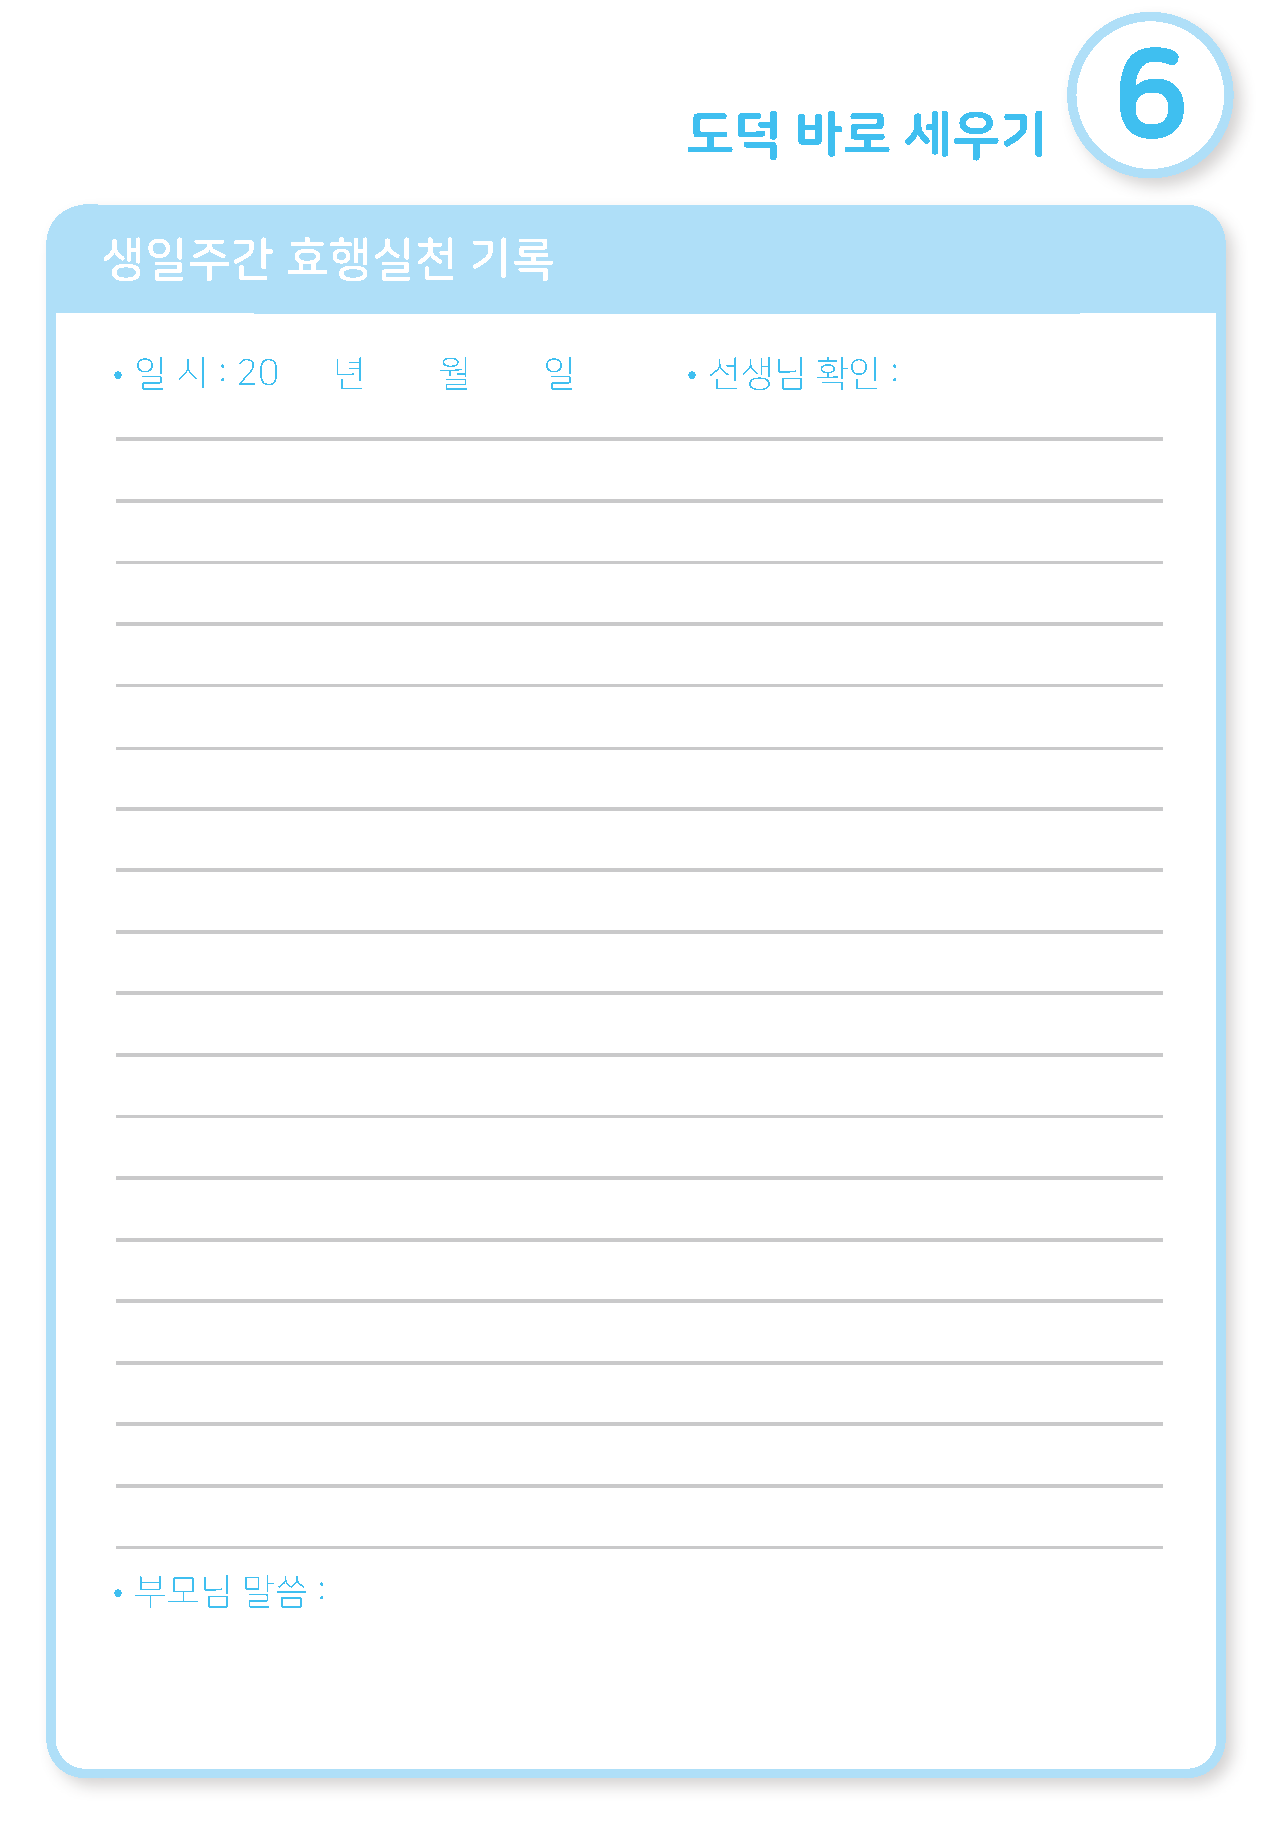 도덕 바로 세우기 6
생일주간 효행실천 기록
• 일 시 : 20 년 월 일 • 선생님 확인 :
• 부모님 말씀 :